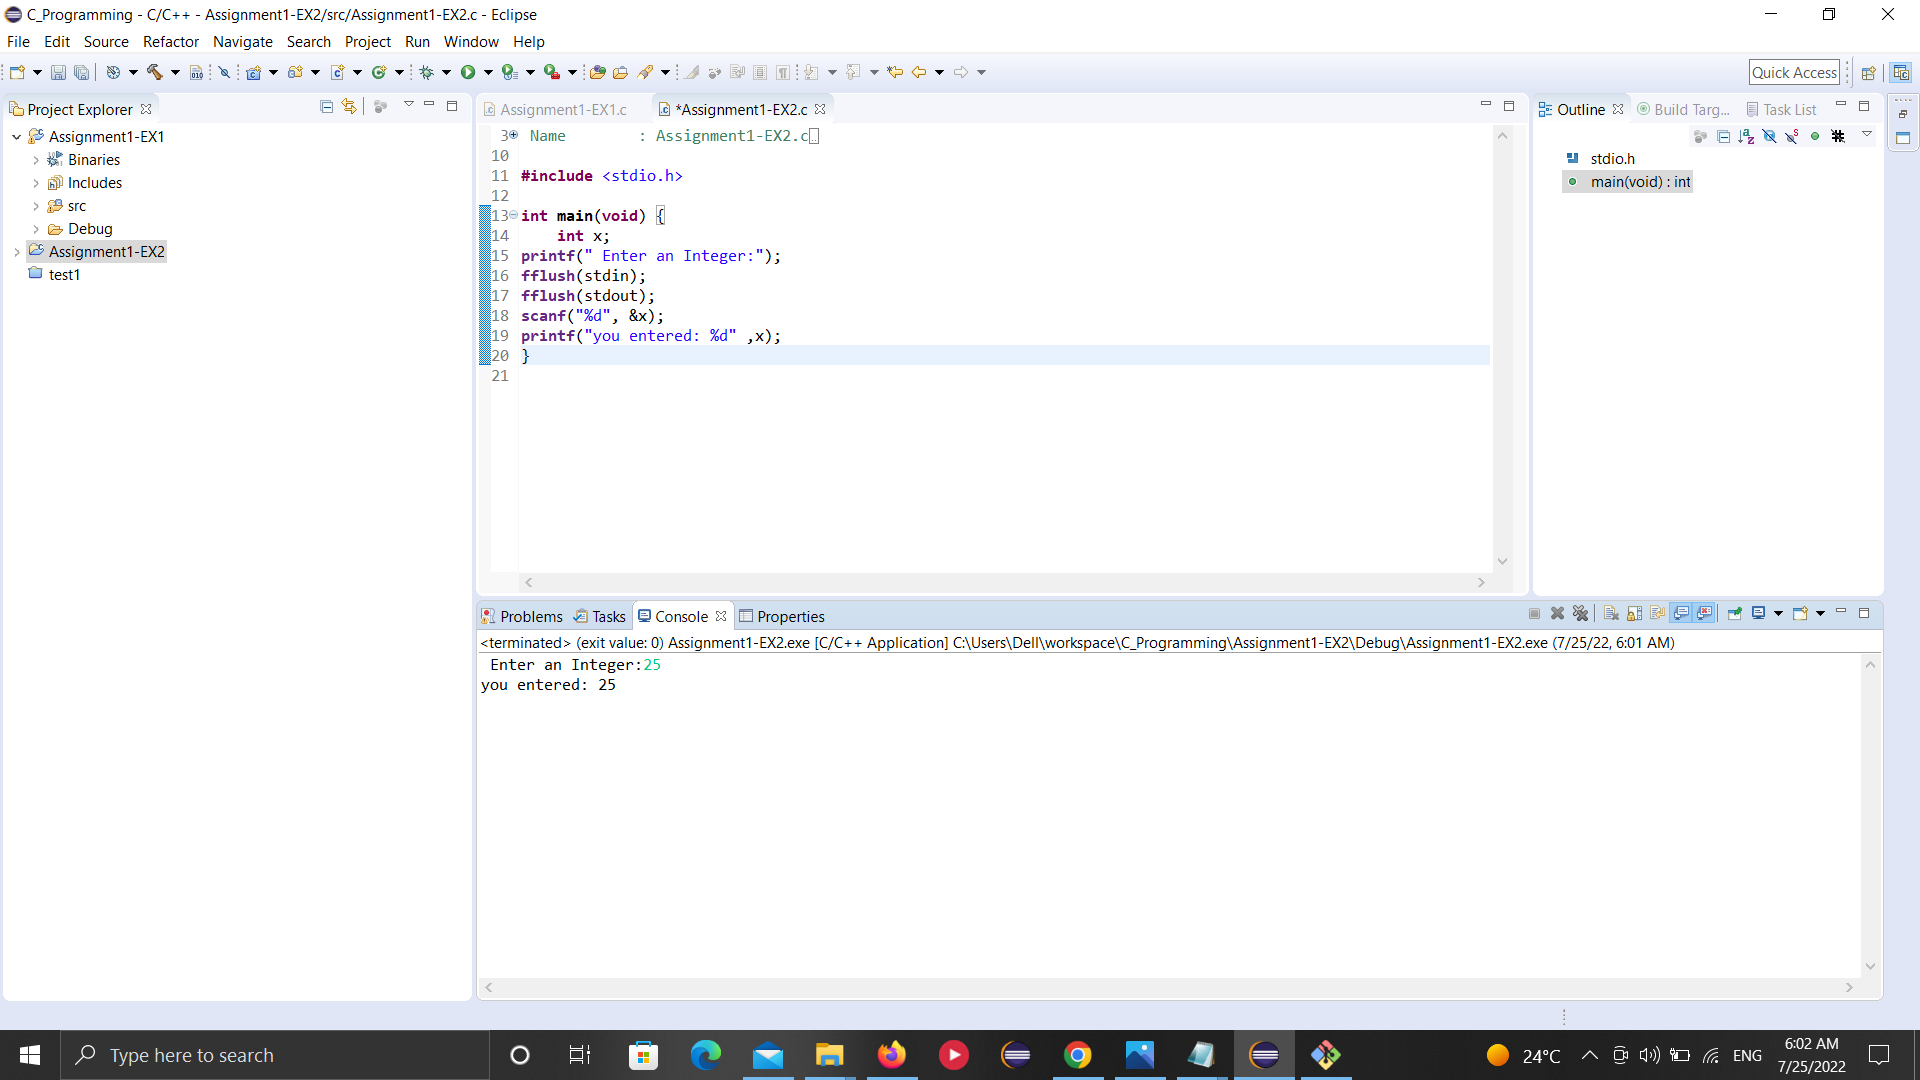 C_Programming - C/C++ - Assignment1-EX2/src/Assignment1-EX2.c - Eclipse
File Edit Source Refactor Navigate Search Project Run Window Help
Quick Access
Project Explorer
Assignment1-EX1
Binaries
Includes
src
Debug
Assignment1-EX2
test1
Assignment1-EX1.c
*Assignment1-EX2.c
3 Name : Assignment1-EX2.c
10
11 #include <stdio.h>
12
13 int main(void) {
14 int x;
15 printf(" Enter an Integer:");
16 fflush(stdin);
17 fflush(stdout);
18 scanf("%d", &x);
19 printf("you entered: %d" ,x);
20 }
21
Outline Build Targ... Task List
stdio.h
main(void) : int
Problems Tasks Console Properties
<terminated> (exit value: 0) Assignment1-EX2.exe [C/C++ Application] C:\Users\Dell\workspace\C_Programming\Assignment1-EX2\Debug\Assignment1-EX2.exe (7/25/22, 6:01 AM)
Enter an Integer:25
you entered: 25
Type here to search
24°C
ENG
6:02 AM
7/25/2022